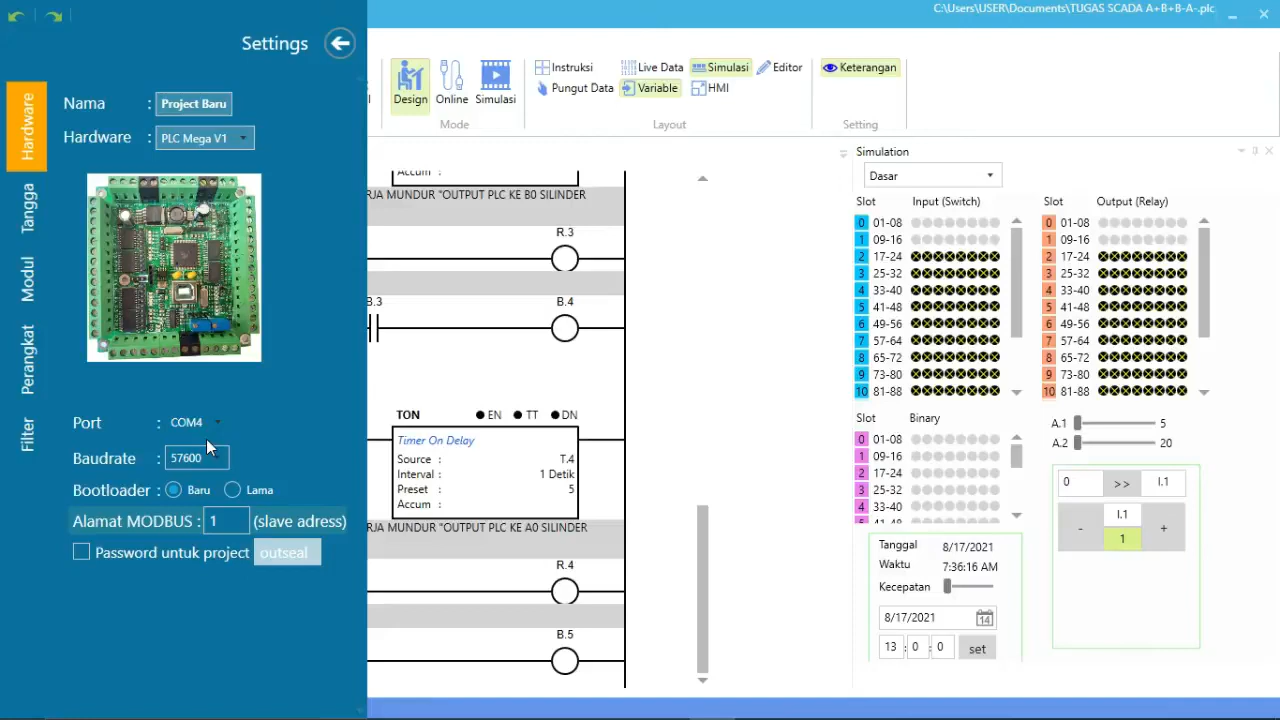 C:\Users\USER\Documents\TUGAS SCADA A+B+B-A-.plc
Settings
Hardware
Tangga
Modul
Perangkat
Filter
Nama : Project Baru
Hardware : PLC Mega V1
Port : COM4
Baudrate : 57600
Bootloader : Baru Lama
Alamat MODBUS : 1 (slave adress)
Password untuk project outseal
Design
Online
Simulasi
Mode
Instruksi
Live Data
Simulasi
Editor
Pungut Data
Variable
HMI
Layout
Keterangan
Setting
Accum :
RJA MUNDUR "OUTPUT PLC KE B0 SILINDER
R.3
B.3
B.4
TON EN TT DN
Timer On Delay
Source : T.4
Interval : 1 Detik
Preset : 5
Accum :
RJA MUNDUR "OUTPUT PLC KE A0 SILINDER
R.4
B.5
Simulation
Dasar
Slot Input (Switch)
0 01-08
1 09-16
2 17-24
3 25-32
4 33-40
5 41-48
6 49-56
7 57-64
8 65-72
9 73-80
10 81-88
Slot Output (Relay)
0 01-08
1 09-16
2 17-24
3 25-32
4 33-40
5 41-48
6 49-56
7 57-64
8 65-72
9 73-80
10 81-88
Slot Binary
0 01-08
1 09-16
2 17-24
3 25-32
4 33-40
5 41-48
A.1 5
A.2 20
0 >> I.1
I.1
- 1 +
Tanggal 8/17/2021
Waktu 7:36:16 AM
Kecepatan
8/17/2021 14
13 : 0 : 0 set